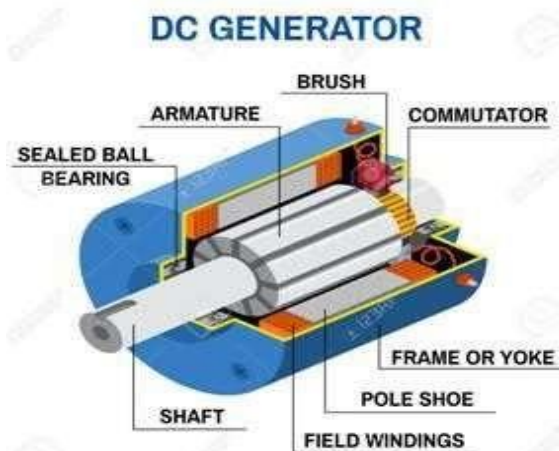 DC GENERATOR
BRUSH
ARMATURE
COMMUTATOR
SEALED BALL
BEARING
FRAME OR YOKE
POLE SHOE
SHAFT
FIELD WINDINGS